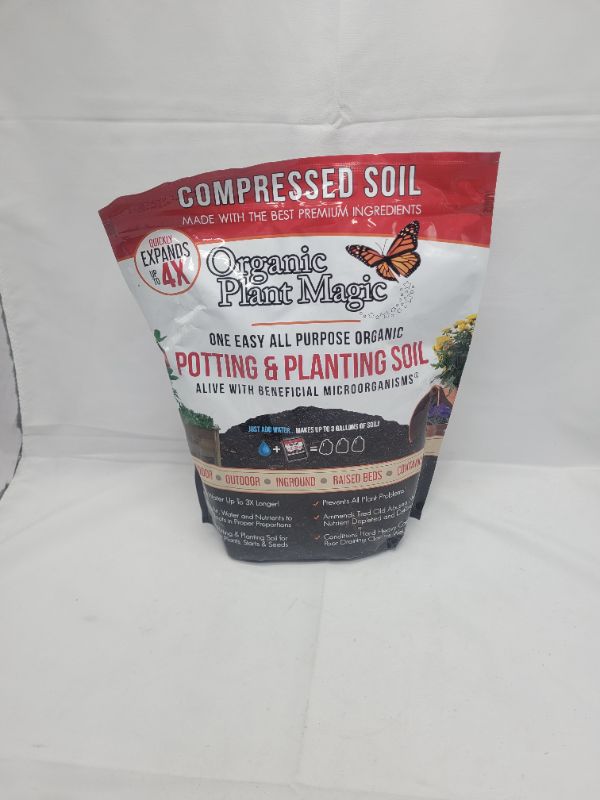 COMPRESSED SOIL
MADE WITH THE BEST PREMIUM INGREDIENTS
QUICKLY
EXPANDS
UP TO 4X
Organic
Plant Magic
ONE EASY ALL PURPOSE ORGANIC
POTTING & PLANTING SOIL
ALIVE WITH BENEFICIAL MICROORGANISMS
JUST ADD WATER... MAKES UP TO 3 GALLONS OF SOIL!
+ =
OUTDOOR • INGROUND • RAISED BEDS •
Water Up To 3X Longer!
Water and Nutrients to
in Proper Proportions
& Planting Soil for
Plants, Starts & Seeds
✓ Prevents All Plant Problems
✓ Ammends Tired Old
Nutrient Depleted and
✓ Conditions Hard Heavy
Poor Draining Clay